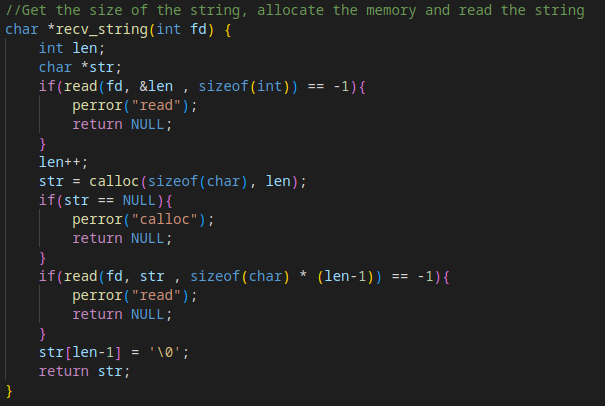 //Get the size of the string, allocate the memory and read the string
char *recv_string(int fd) {
    int len;
    char *str;
    if(read(fd, &len , sizeof(int)) == -1){
        perror("read");
        return NULL;
    }
    len++;
    str = calloc(sizeof(char), len);
    if(str == NULL){
        perror("calloc");
        return NULL;
    }
    if(read(fd, str , sizeof(char) * (len-1)) == -1){
        perror("read");
        return NULL;
    }
    str[len-1] = '\0';
    return str;
}